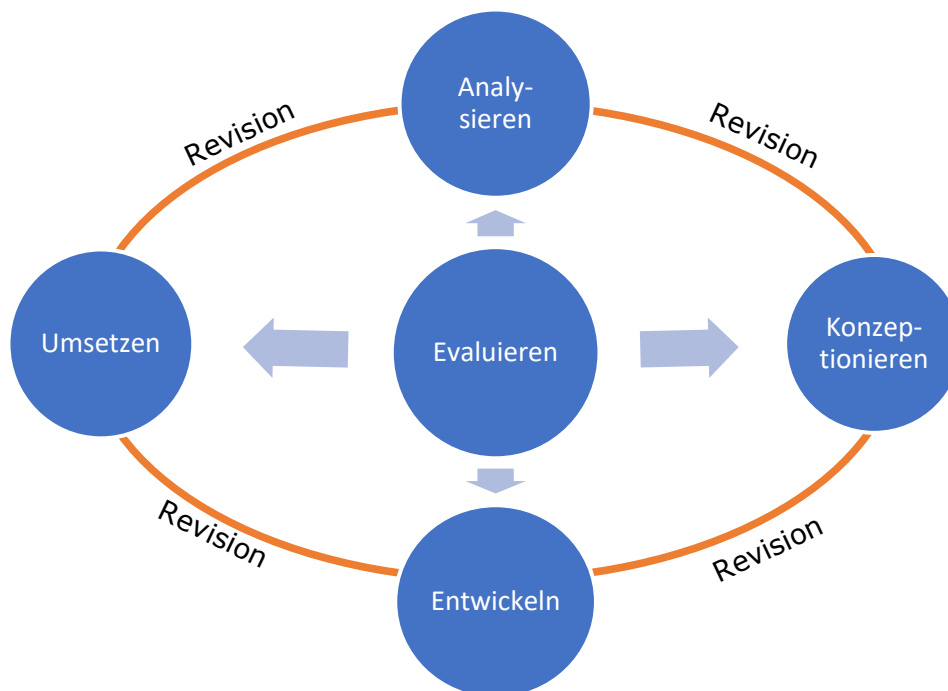 Analy-
sieren
Revision
Revision
Umsetzen
Evaluieren
Konzep-
tionieren
Revision
Revision
Entwickeln